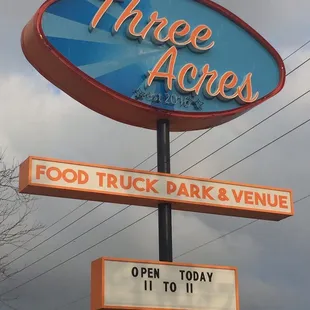 Three
Acres
FOOD TRUCK PARK & VENUE
OPEN TODAY
11 TO 11